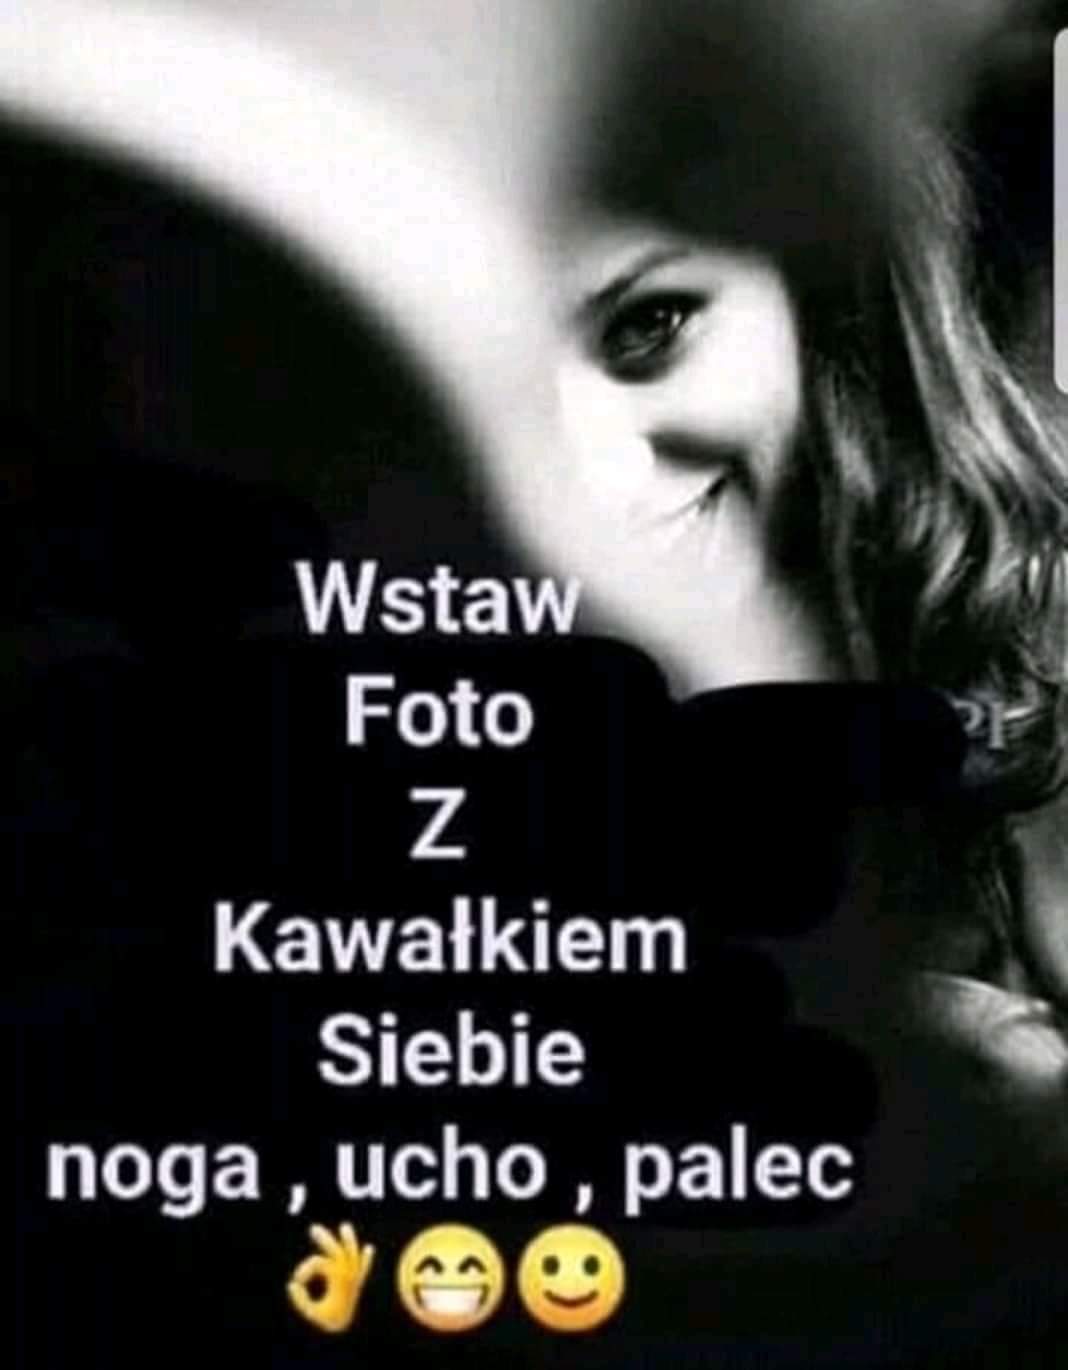 Wstaw
Foto
Z
Kawałkiem
Siebie
noga , ucho , palec
👌😁🙂